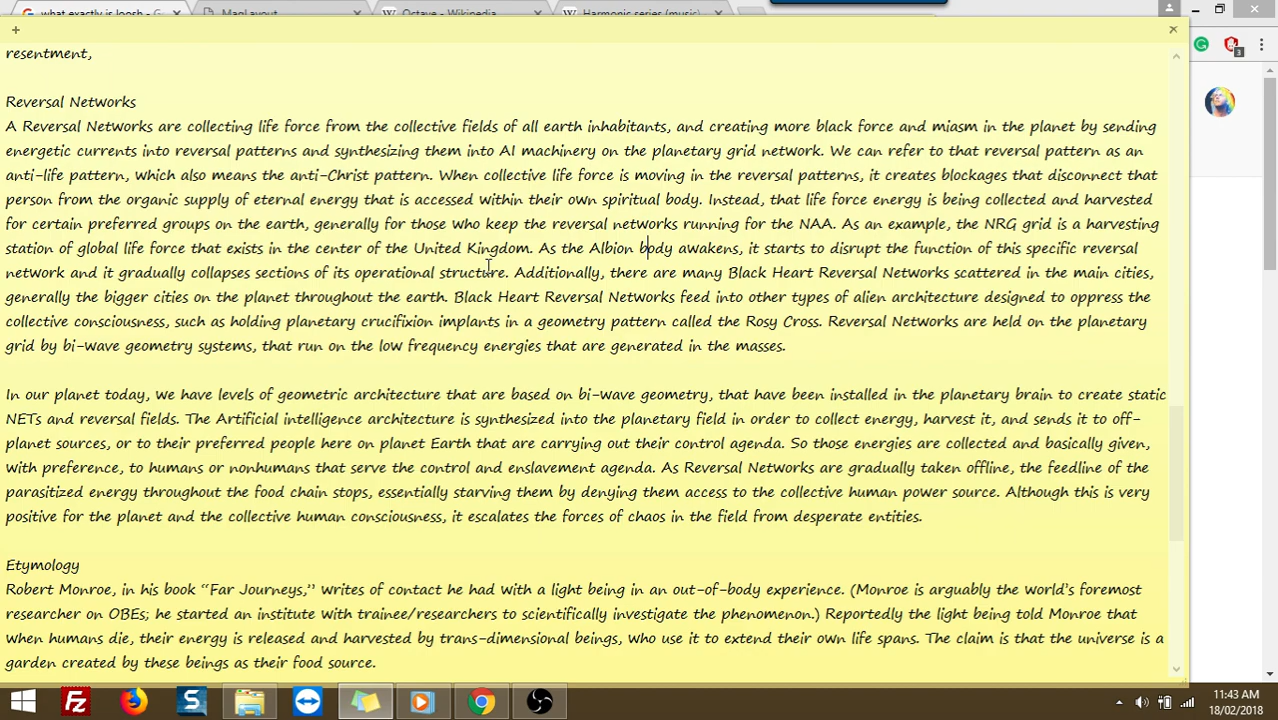 what exactly is loosh - G
MagLayout
Octave - Wikipedia
Harmonic series (music)
resentment,
Reversal Networks
A Reversal Networks are collecting life force from the collective fields of all earth inhabitants, and creating more black force and miasm in the planet by sending
energetic currents into reversal patterns and synthesizing them into AI machinery on the planetary grid network. We can refer to that reversal pattern as an
anti-life pattern, which also means the anti-Christ pattern. When collective life force is moving in the reversal patterns, it creates blockages that disconnect that
person from the organic supply of eternal energy that is accessed within their own spiritual body. Instead, that life force energy is being collected and harvested
for certain preferred groups on the earth, generally for those who keep the reversal networks running for the NAA. As an example, the NRG grid is a harvesting
station of global life force that exists in the center of the United Kingdom. As the Albion body awakens, it starts to disrupt the function of this specific reversal
network and it gradually collapses sections of its operational structure. Additionally, there are many Black Heart Reversal Networks scattered in the main cities,
generally the bigger cities on the planet throughout the earth. Black Heart Reversal Networks feed into other types of alien architecture designed to oppress the
collective consciousness, such as holding planetary crucifixion implants in a geometry pattern called the Rosy Cross. Reversal Networks are held on the planetary
grid by bi-wave geometry systems, that run on the low frequency energies that are generated in the masses.
In our planet today, we have levels of geometric architecture that are based on bi-wave geometry, that have been installed in the planetary brain to create static
NETs and reversal fields. The Artificial intelligence architecture is synthesized into the planetary field in order to collect energy, harvest it, and sends it to off-
planet sources, or to their preferred people here on planet Earth that are carrying out their control agenda. So those energies are collected and basically given,
with preference, to humans or nonhumans that serve the control and enslavement agenda. As Reversal Networks are gradually taken offline, the feedline of the
parasitized energy throughout the food chain stops, essentially starving them by denying them access to the collective human power source. Although this is very
positive for the planet and the collective human consciousness, it escalates the forces of chaos in the field from desperate entities.
Etymology
Robert Monroe, in his book “Far Journeys,” writes of contact he had with a light being in an out-of-body experience. (Monroe is arguably the world’s foremost
researcher on OBEs; he started an institute with trainee/researchers to scientifically investigate the phenomenon.) Reportedly the light being told Monroe that
when humans die, their energy is released and harvested by trans-dimensional beings, who use it to extend their own life spans. The claim is that the universe is a
garden created by these beings as their food source.
11:43 AM
18/02/2018